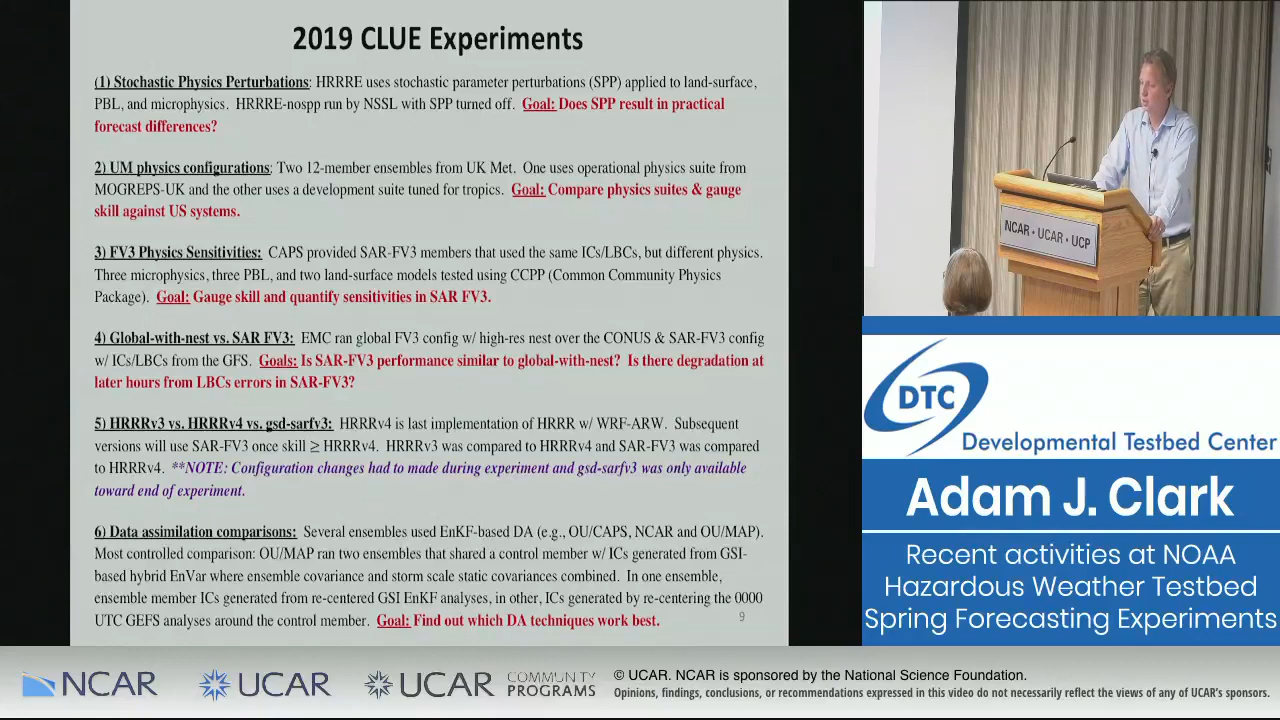 2019 CLUE Experiments
(1) Stochastic Physics Perturbations: HRRRE uses stochastic parameter perturbations (SPP) applied to land-surface,
PBL, and microphysics. HRRRE-nospp run by NSSL with SPP turned off. Goal: Does SPP result in practical
forecast differences?
2) UM physics configurations: Two 12-member ensembles from UK Met. One uses operational physics suite from
MOGREPS-UK and the other uses a development suite tuned for tropics. Goal: Compare physics suites & gauge
skill against US systems.
3) FV3 Physics Sensitivities: CAPS provided SAR-FV3 members that used the same ICs/LBCs, but different physics.
Three microphysics, three PBL, and two land-surface models tested using CCPP (Common Community Physics
Package). Goal: Gauge skill and quantify sensitivities in SAR FV3.
4) Global-with-nest vs. SAR FV3: EMC ran global FV3 config w/ high-res nest over the CONUS & SAR-FV3 config
w/ ICs/LBCs from the GFS. Goals: Is SAR-FV3 performance similar to global-with-nest? Is there degradation at
later hours from LBCs errors in SAR-FV3?
5) HRRRv3 vs. HRRRv4 vs. gsd-sarfv3: HRRRv4 is last implementation of HRRR w/ WRF-ARW. Subsequent
versions will use SAR-FV3 once skill ≥ HRRRv4. HRRRv3 was compared to HRRRv4 and SAR-FV3 was compared
to HRRRv4. **NOTE: Configuration changes had to made during experiment and gsd-sarfv3 was only available
toward end of experiment.
6) Data assimilation comparisons: Several ensembles used EnKF-based DA (e.g., OU/CAPS, NCAR and OU/MAP).
Most controlled comparison: OU/MAP ran two ensembles that shared a control member w/ ICs generated from GSI-
based hybrid EnVar where ensemble covariance and storm scale static covariances combined. In one ensemble,
ensemble member ICs generated from re-centered GSI EnKF analyses, in other, ICs generated by re-centering the 0000
UTC GEFS analyses around the control member. Goal: Find out which DA techniques work best.
9
NCAR • UCAR • UCP
DTC
Developmental Testbed Center
Adam J. Clark
Recent activities at NOAA
Hazardous Weather Testbed
Spring Forecasting Experiments
NCAR
UCAR
UCAR
COMMUNITY
PROGRAMS
© UCAR. NCAR is sponsored by the National Science Foundation.
Opinions, findings, conclusions, or recommendations expressed in this video do not necessarily reflect the views of any of UCAR's sponsors.